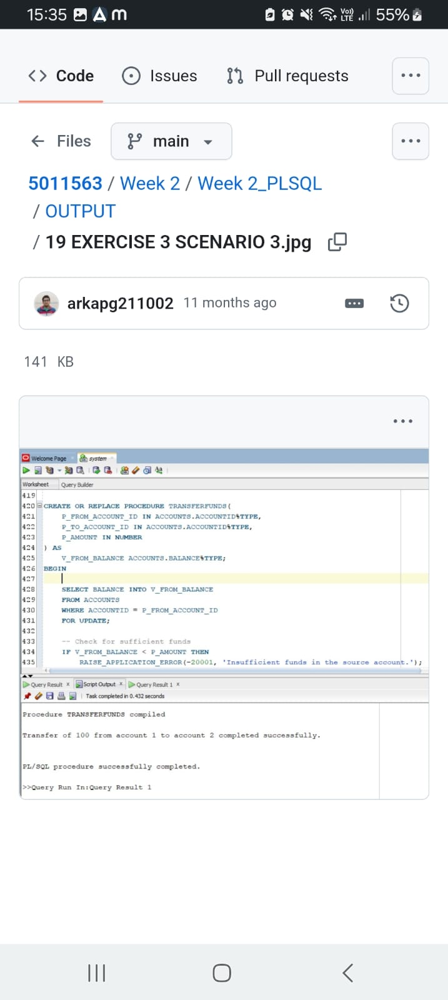 15:35 m Vo)) LTE 55%
Code Issues Pull requests
Files main
5011563 / Week 2 / Week 2_PLSQL
/ OUTPUT
/ 19 EXERCISE 3 SCENARIO 3.jpg
arkapg211002 11 months ago
141 KB
Welcome Page system
Worksheet Query Builder
419
420 CREATE OR REPLACE PROCEDURE TRANSFERFUNDS(
421 P_FROM_ACCOUNT_ID IN ACCOUNTS.ACCOUNTID%TYPE,
422 P_TO_ACCOUNT_ID IN ACCOUNTS.ACCOUNTID%TYPE,
423 P_AMOUNT IN NUMBER
424 ) AS
425 V_FROM_BALANCE ACCOUNTS.BALANCE%TYPE;
426 BEGIN
427
428 SELECT BALANCE INTO V_FROM_BALANCE
429 FROM ACCOUNTS
430 WHERE ACCOUNTID = P_FROM_ACCOUNT_ID
431 FOR UPDATE;
432
433 -- Check for sufficient funds
434 IF V_FROM_BALANCE < P_AMOUNT THEN
435 RAISE_APPLICATION_ERROR(-20001, 'Insufficient funds in the source account.');
Query Result x Script Output x Query Result 1 x
Task completed in 0.432 seconds
Procedure TRANSFERFUNDS compiled
Transfer of 100 from account 1 to account 2 completed successfully.
PL/SQL procedure successfully completed.
>>Query Run In:Query Result 1